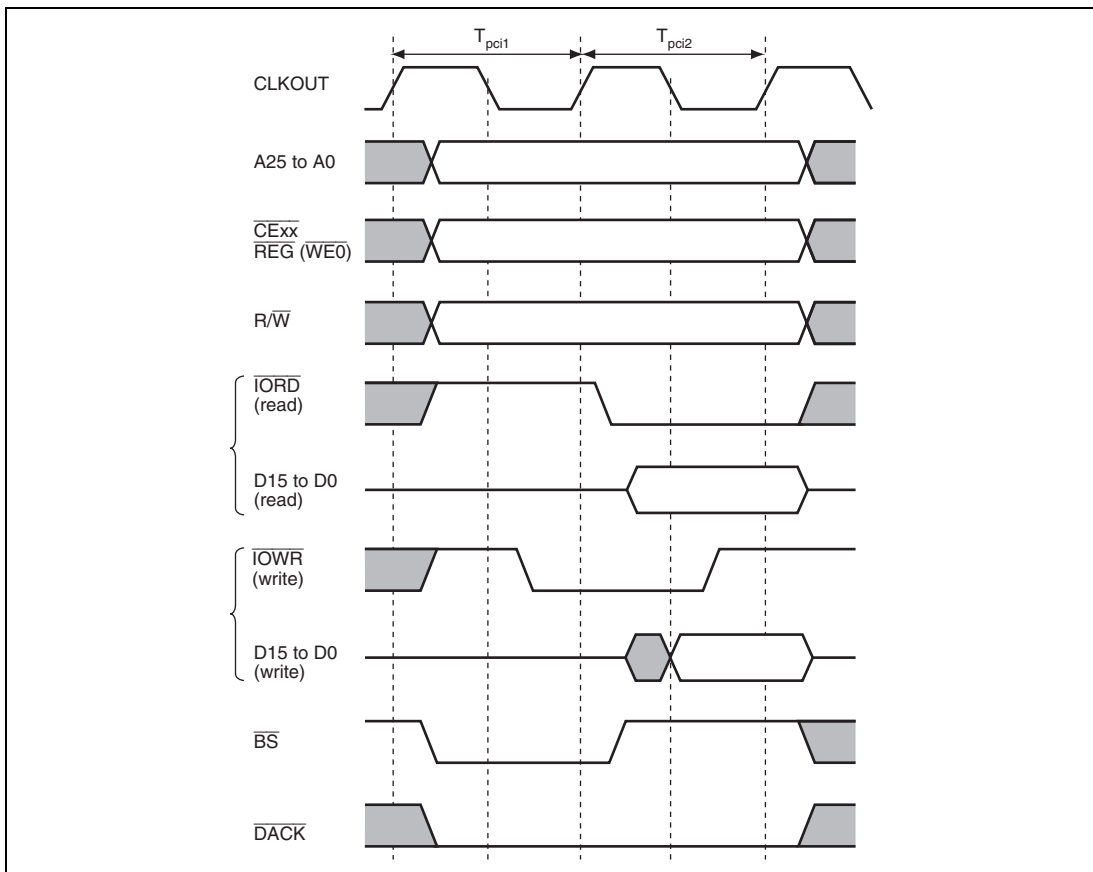 Tpci1
Tpci2
CLKOUT
A25 to A0
CExx
REG (WE0)
R/W
IORD
(read)
D15 to D0
(read)
IOWR
(write)
D15 to D0
(write)
BS
DACK